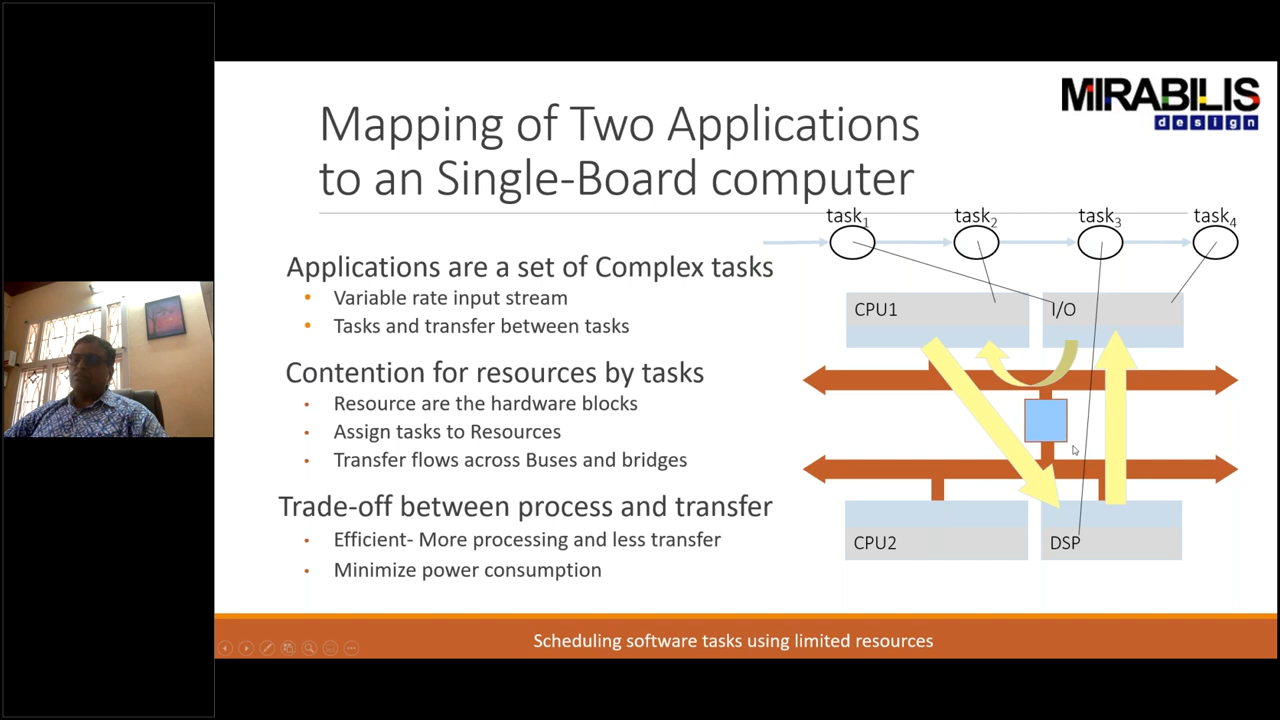 MIRABILIS
design
Mapping of Two Applications
to an Single-Board computer
task1 task2 task3 task4
Applications are a set of Complex tasks
• Variable rate input stream
• Tasks and transfer between tasks
CPU1 I/O
Contention for resources by tasks
• Resource are the hardware blocks
• Assign tasks to Resources
• Transfer flows across Buses and bridges
Trade-off between process and transfer
• Efficient- More processing and less transfer
• Minimize power consumption
CPU2 DSP
Scheduling software tasks using limited resources